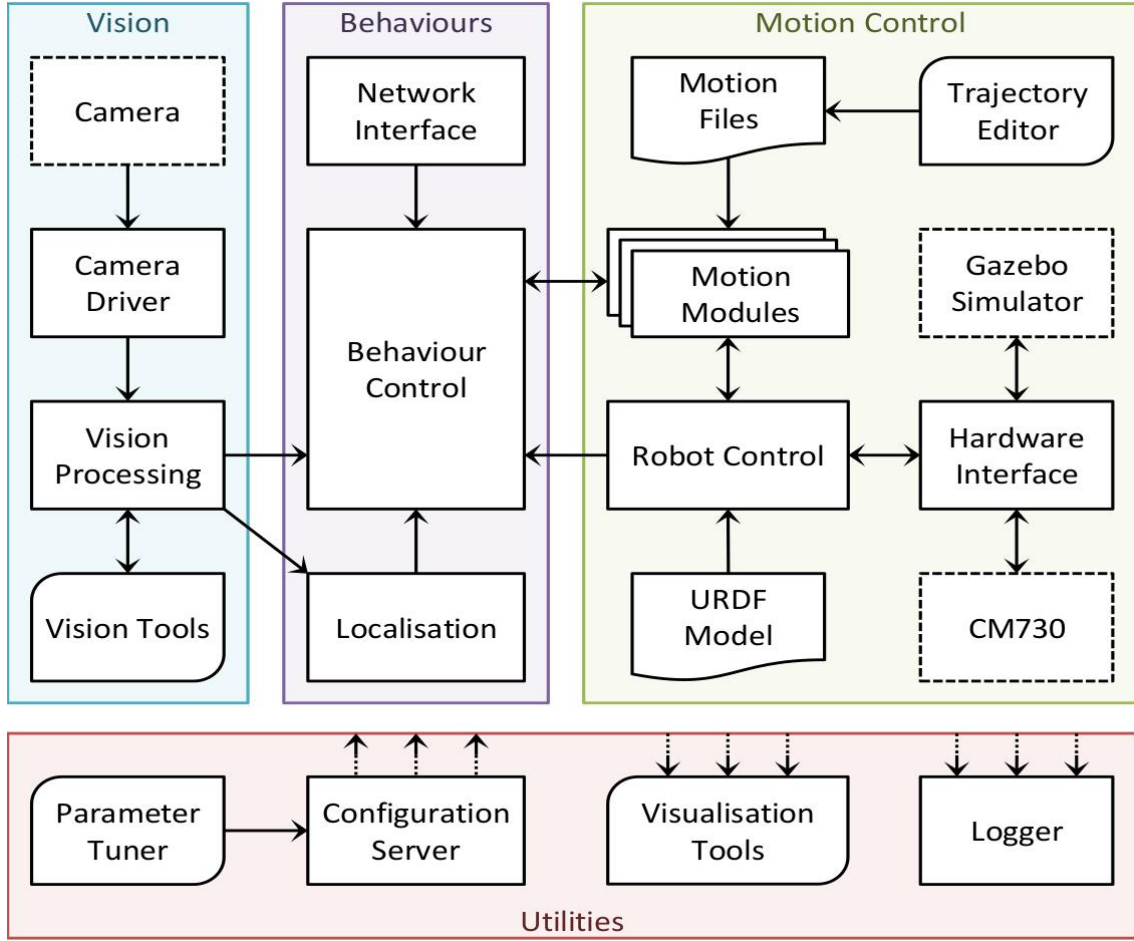 Vision
Camera
Camera
Driver
Vision
Processing
Vision Tools
Behaviours
Network
Interface
Behaviour
Control
Localisation
Motion Control
Motion
Files
Trajectory
Editor
Motion
Modules
Gazebo
Simulator
Robot Control
Hardware
Interface
URDF
Model
CM730
Parameter
Tuner
Configuration
Server
Visualisation
Tools
Logger
Utilities